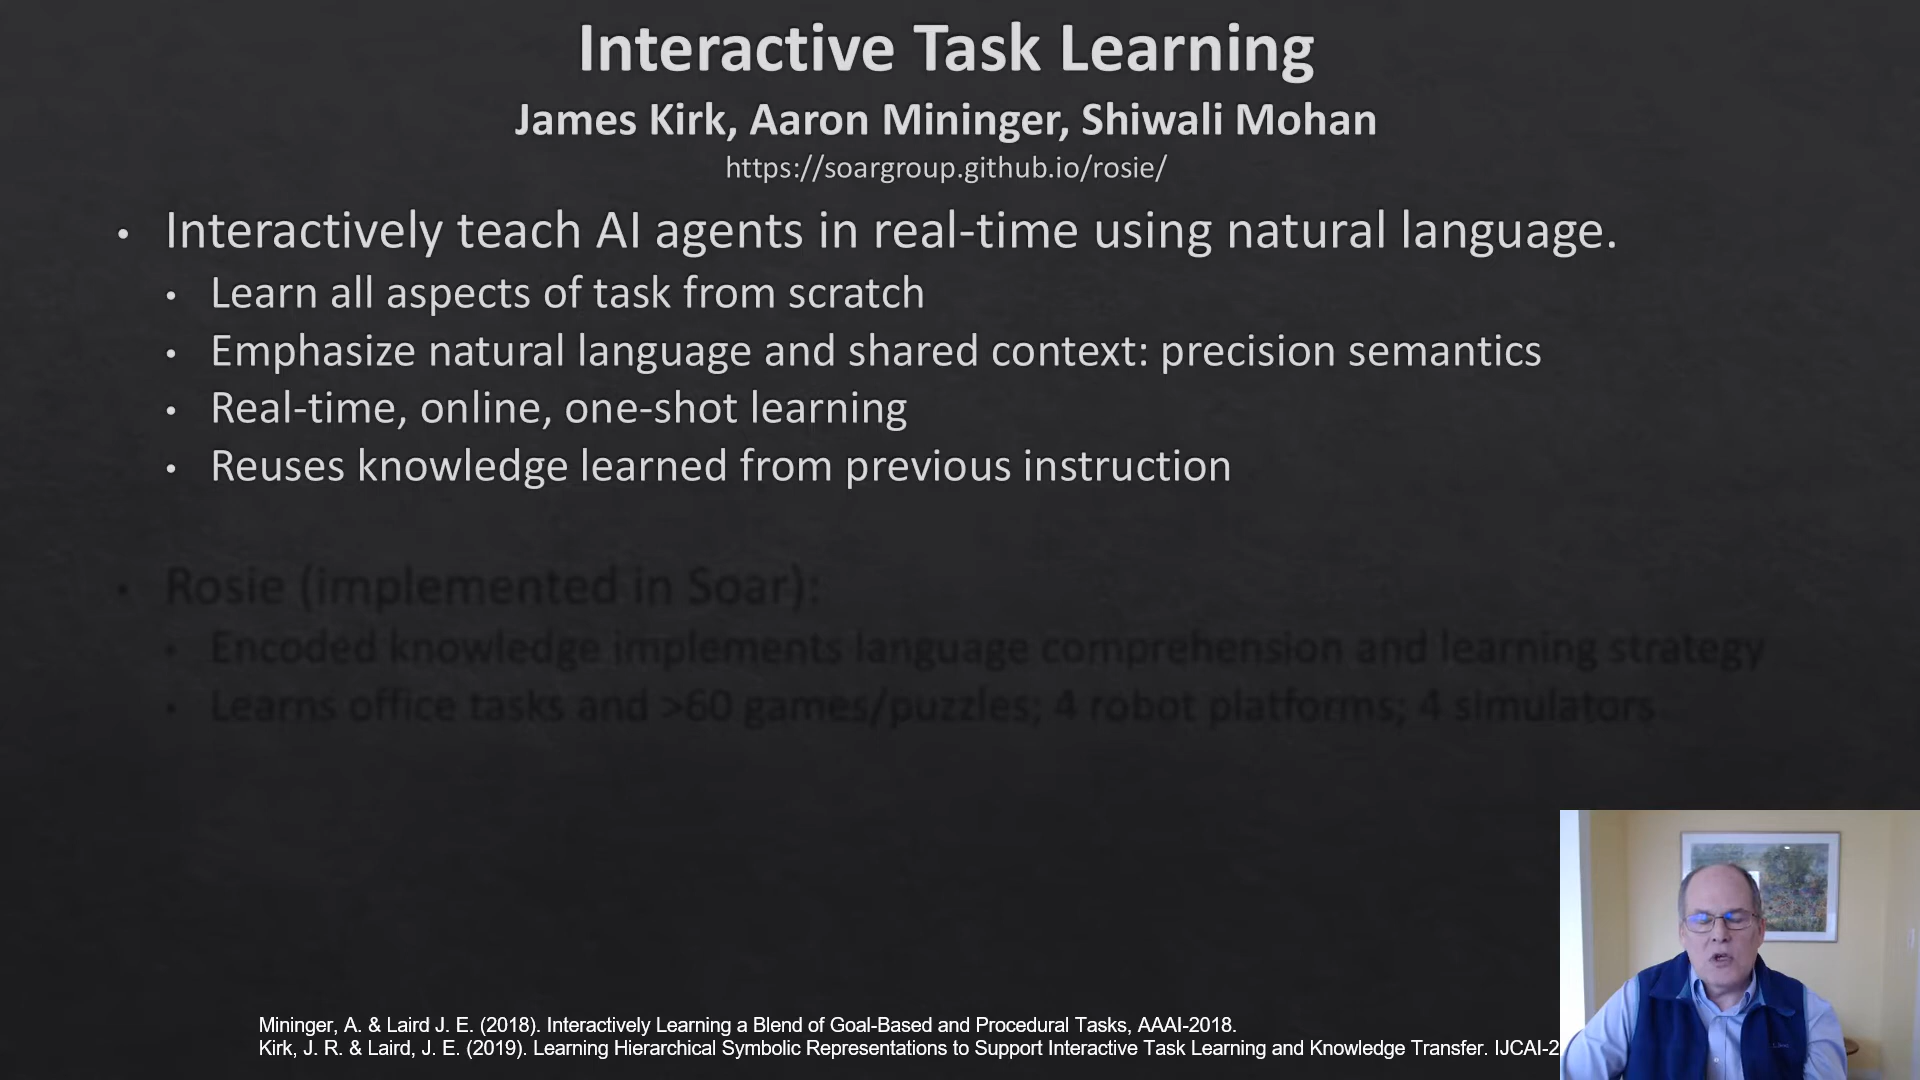 Interactive Task Learning
James Kirk, Aaron Mininger, Shiwali Mohan
https://soargroup.github.io/rosie/
• Interactively teach AI agents in real-time using natural language.
• Learn all aspects of task from scratch
• Emphasize natural language and shared context: precision semantics
• Real-time, online, one-shot learning
• Reuses knowledge learned from previous instruction
• Rosie (implemented in Soar):
• Encoded knowledge implements language comprehension and learning strategy
• Learns office tasks and >60 games/puzzles; 4 robot platforms; 4 simulators
Mininger, A. & Laird J. E. (2018). Interactively Learning a Blend of Goal-Based and Procedural Tasks, AAAI-2018.
Kirk, J. R. & Laird, J. E. (2019). Learning Hierarchical Symbolic Representations to Support Interactive Task Learning and Knowledge Transfer. IJCAI-2